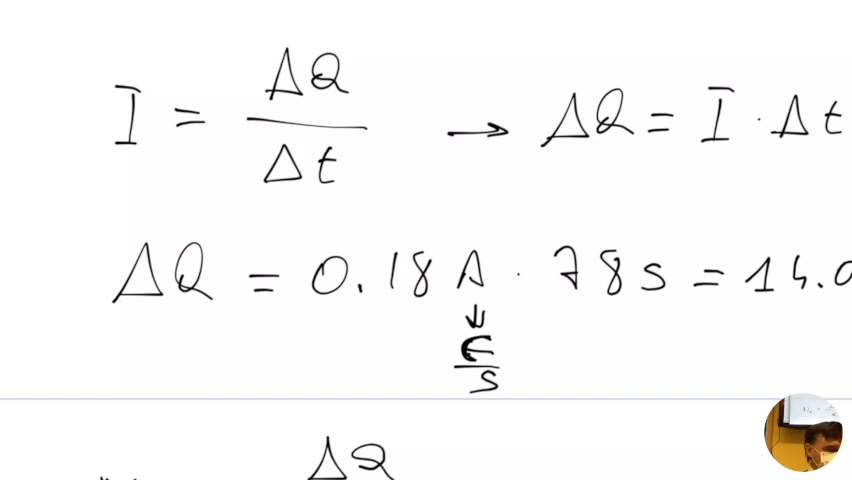 I = ΔQ / Δt → ΔQ = I · Δt
ΔQ = 0.18 A · 78 s = 14.0
C / s
ΔQ